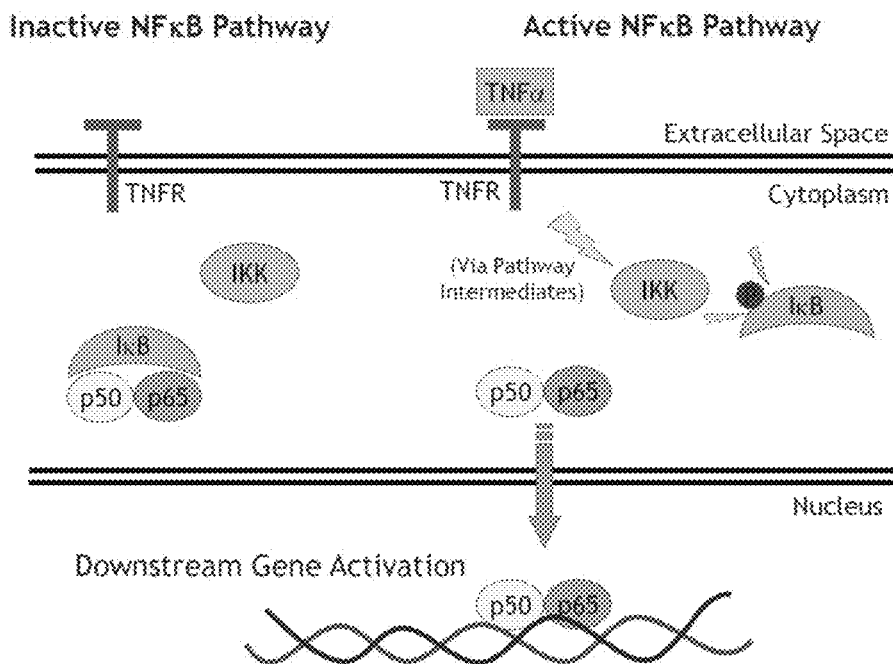 Inactive NFκB Pathway
Active NFκB Pathway
TNFα
Extracellular Space
TNFR
TNFR
Cytoplasm
IKK
(Via Pathway
Intermediates)
IKK
IκB
IκB
p50
p65
p50
p65
Nucleus
Downstream Gene Activation
p50
p65